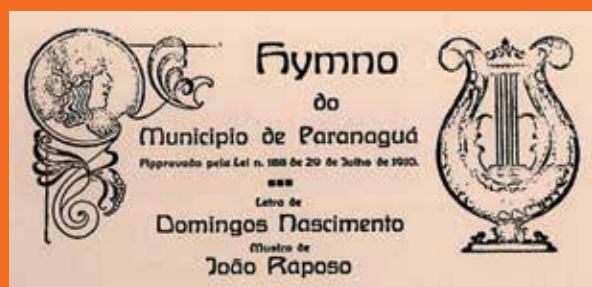 Hymno
do
Municipio de Paranaguá
Approvado pela Lei n. 188 de 29 de Julho de 1910.
Letra de
Domingos Nascimento
Musica de
João Raposo